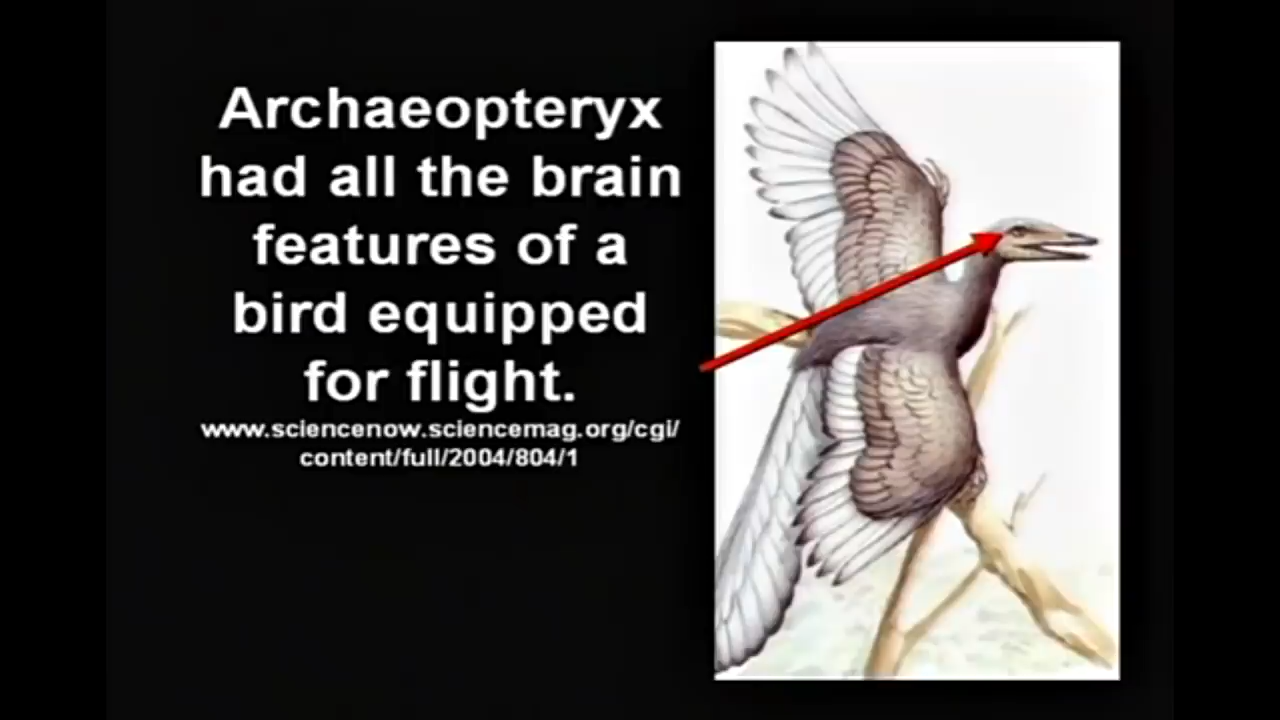 Archaeopteryx
had all the brain
features of a
bird equipped
for flight.
www.sciencenow.sciencemag.org/cgi/
content/full/2004/804/1